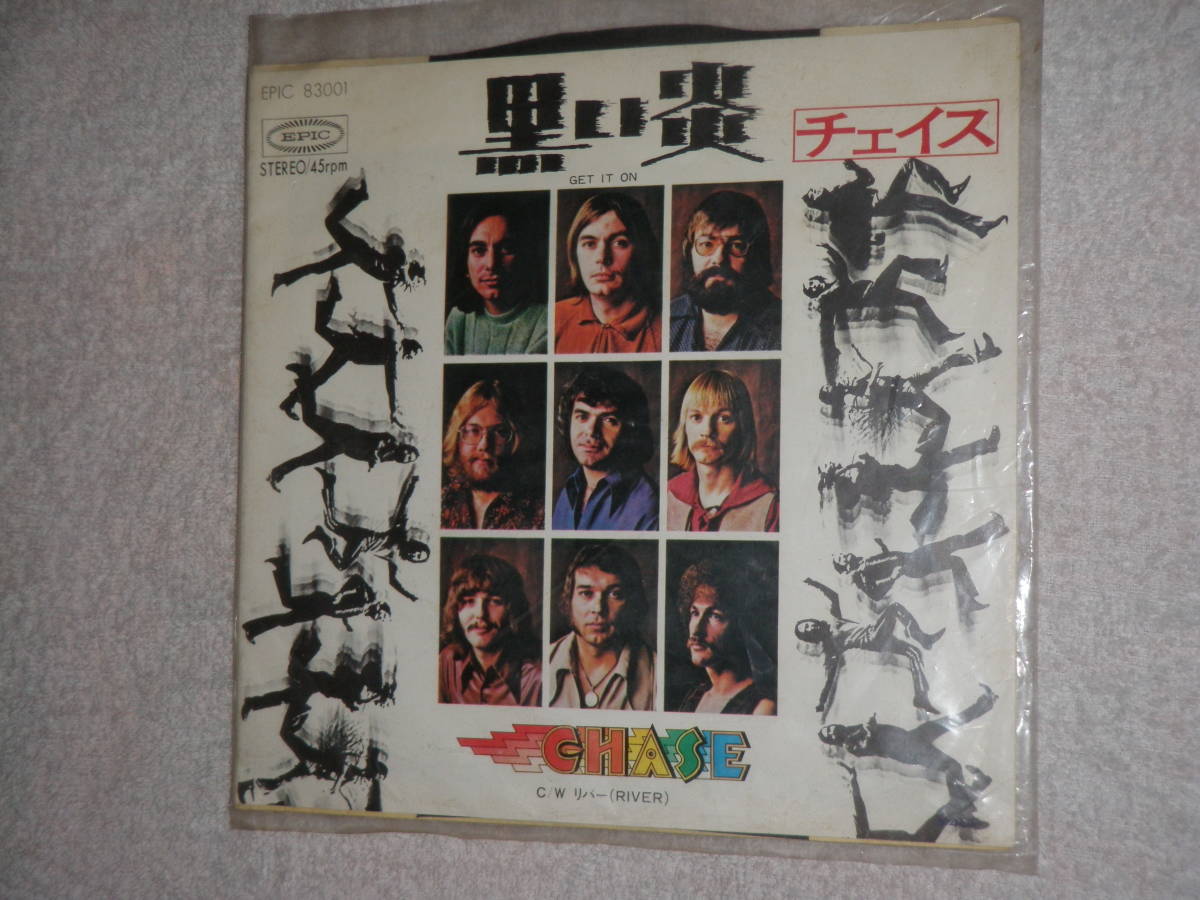 EPIC 83001
EPIC
STEREO/45rpm
黒い炎
GET IT ON
チェイス
CHASE
C/W リバー(RIVER)